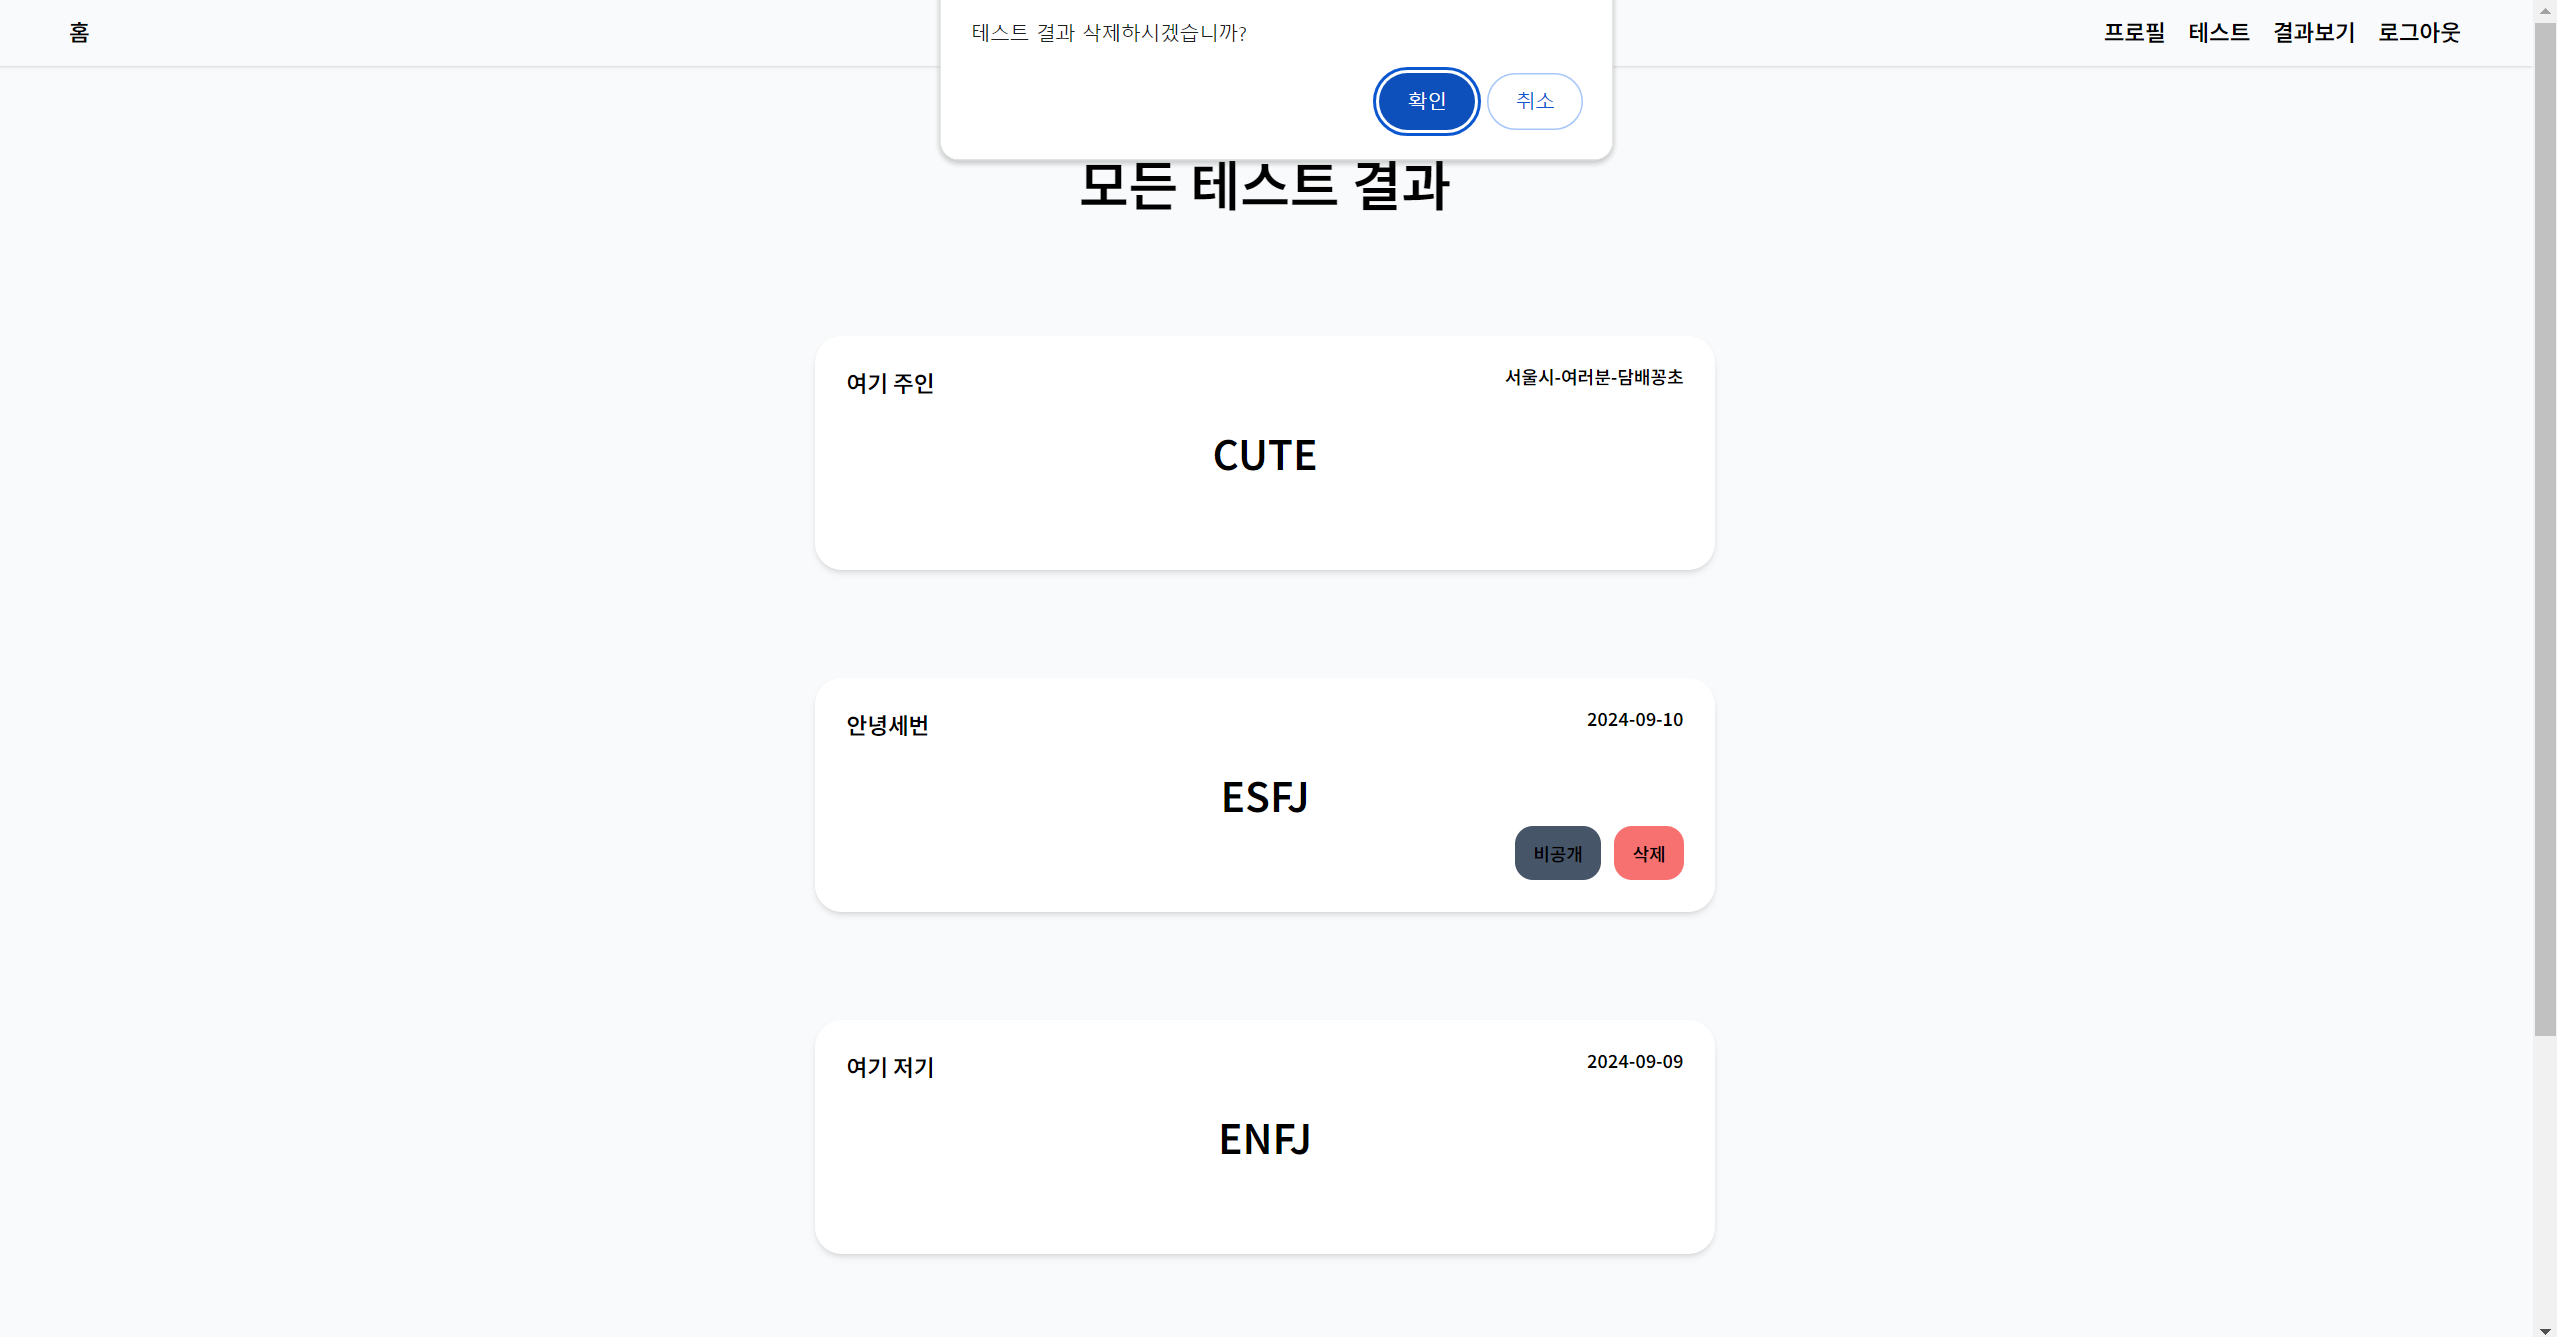 홈
프로필 테스트 결과보기 로그아웃
테스트 결과 삭제하시겠습니까?
확인 취소
모든 테스트 결과
여기 주인
서울시-여러분-담배꽁초
CUTE
안녕세번
2024-09-10
ESFJ
비공개 삭제
여기 저기
2024-09-09
ENFJ